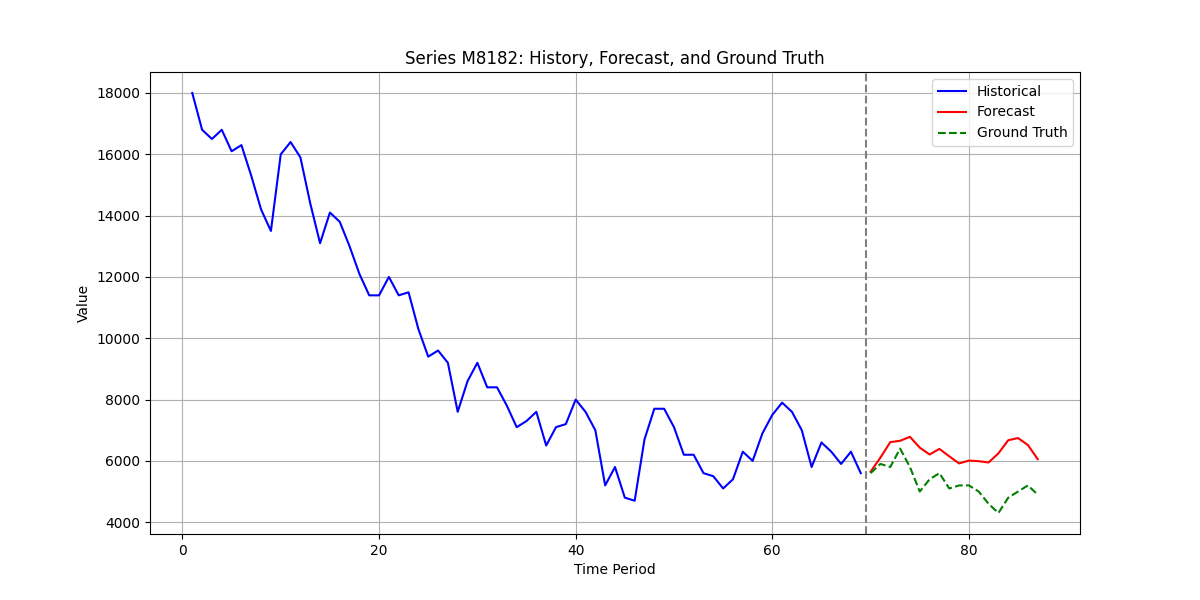 Series M8182: History, Forecast, and Ground Truth
Historical
Forecast
Ground Truth
18000
16000
14000
12000
10000
8000
6000
4000
Value
0 20 40 60 80
Time Period